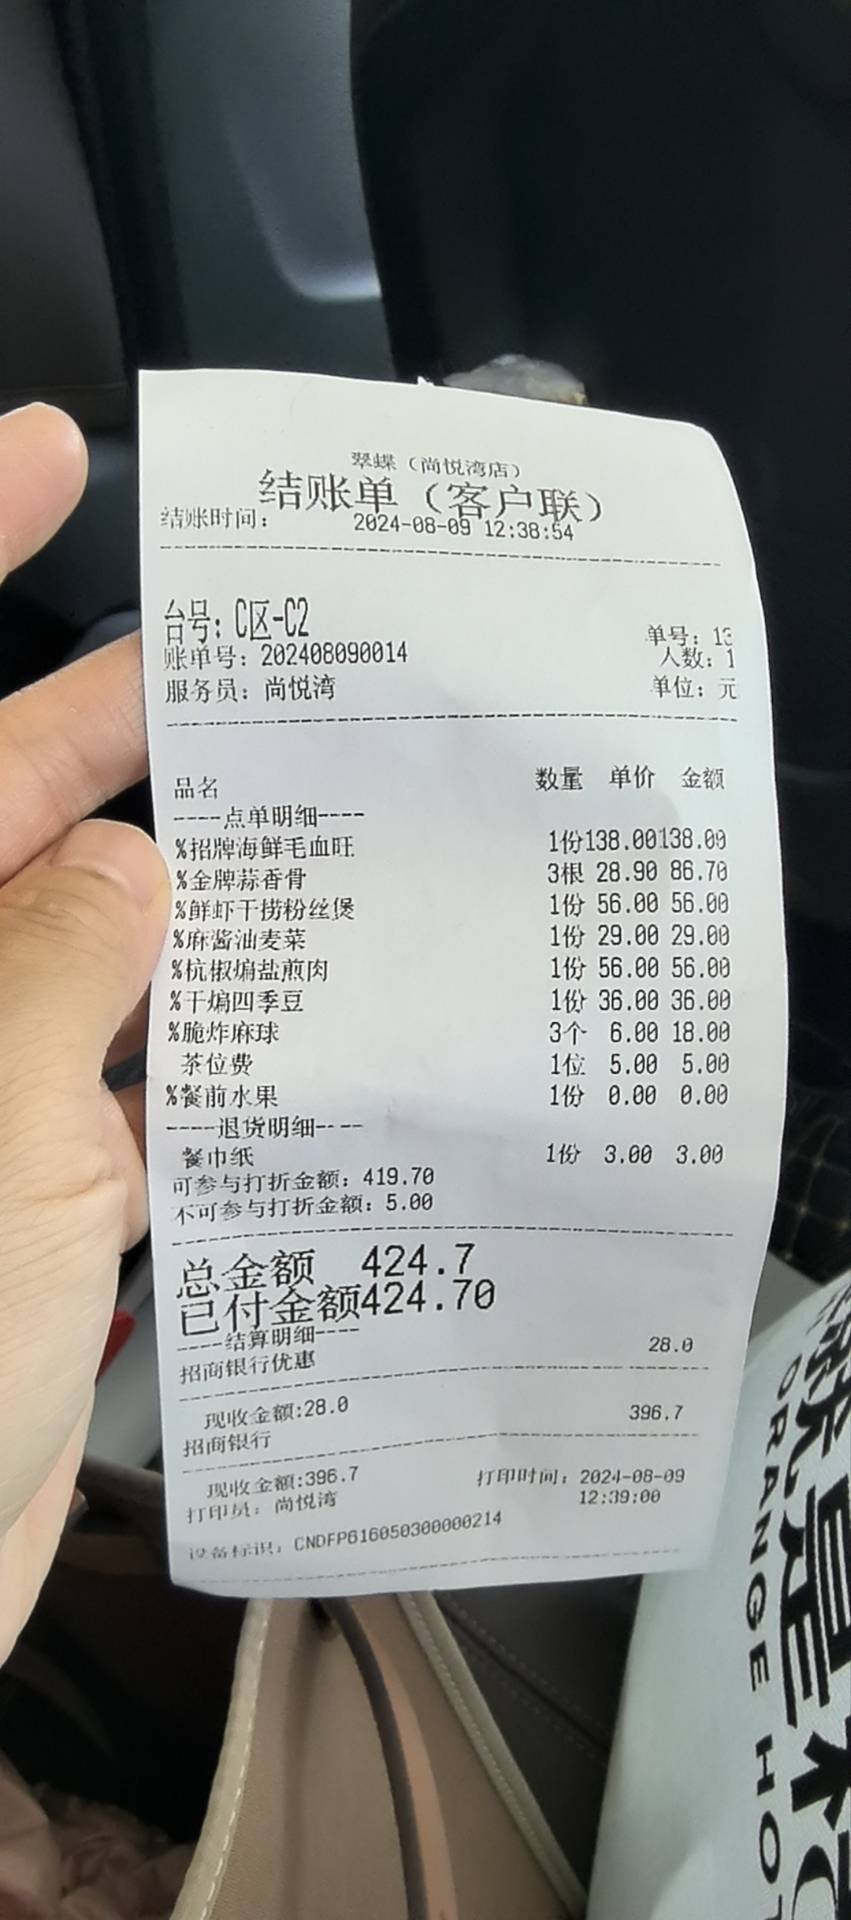 翠蝶（尚悦湾店）
结账单（客户联）
结账时间： 2024-08-09 12:38:54
台号：C区-C2
单号：13
账单号：202408090014 人数：1
服务员：尚悦湾 单位：元
品名 数量 单价 金额
----点单明细----
%招牌海鲜毛血旺 1份138.00138.00
%金牌蒜香骨 3根 28.90 86.70
%鲜虾干捞粉丝煲 1份 56.00 56.00
%麻酱油麦菜 1份 29.00 29.00
%杭椒煸盐煎肉 1份 56.00 56.00
%干煸四季豆 1份 36.00 36.00
%脆炸麻球 3个 6.00 18.00
茶位费 1位 5.00 5.00
%餐前水果 1份 0.00 0.00
----退货明细----
餐巾纸 1份 3.00 3.00
可参与打折金额：419.70
不可参与打折金额：5.00
总金额 424.7
已付金额424.70
----结算明细----
招商银行优惠 28.0
现收金额:28.0
招商银行 396.7
现收金额:396.7
打印员：尚悦湾 打印时间：2024-08-09
12:39:00
设备标识：CNDFP616050300000214
ORANGE HOT